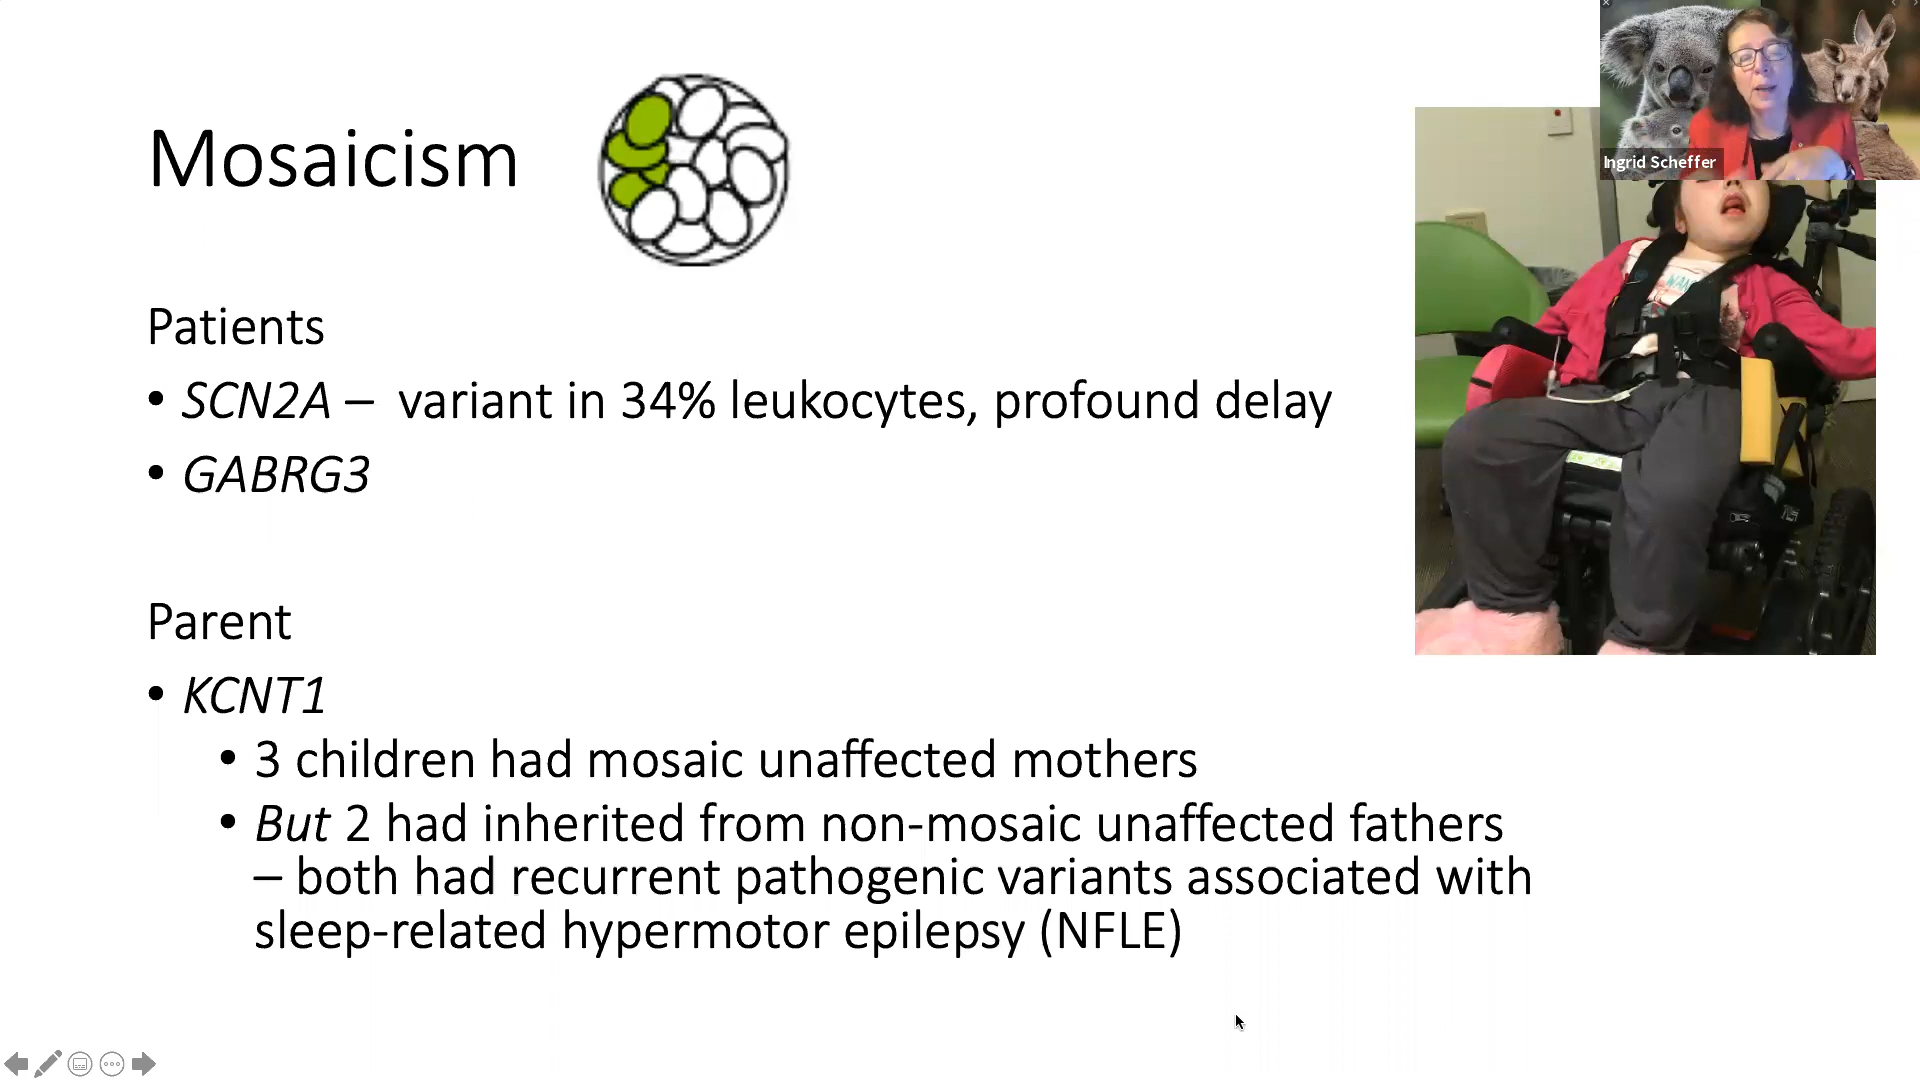 Ingrid Scheffer
Mosaicism
Patients
• SCN2A – variant in 34% leukocytes, profound delay
• GABRG3
Parent
• KCNT1
• 3 children had mosaic unaffected mothers
• But 2 had inherited from non-mosaic unaffected fathers
– both had recurrent pathogenic variants associated with
sleep-related hypermotor epilepsy (NFLE)